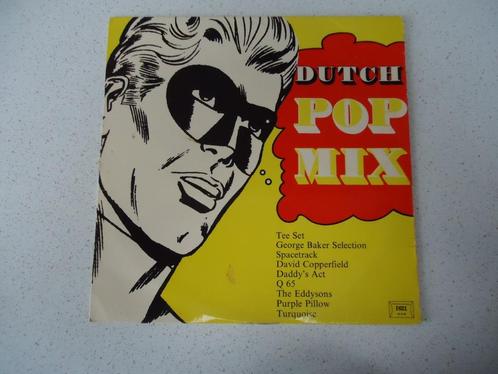 DUTCH
POP
MIX
Tee Set
George Baker Selection
Spacetrack
David Copperfield
Daddy's Act
Q 65
The Eddysons
Purple Pillow
Turquoise